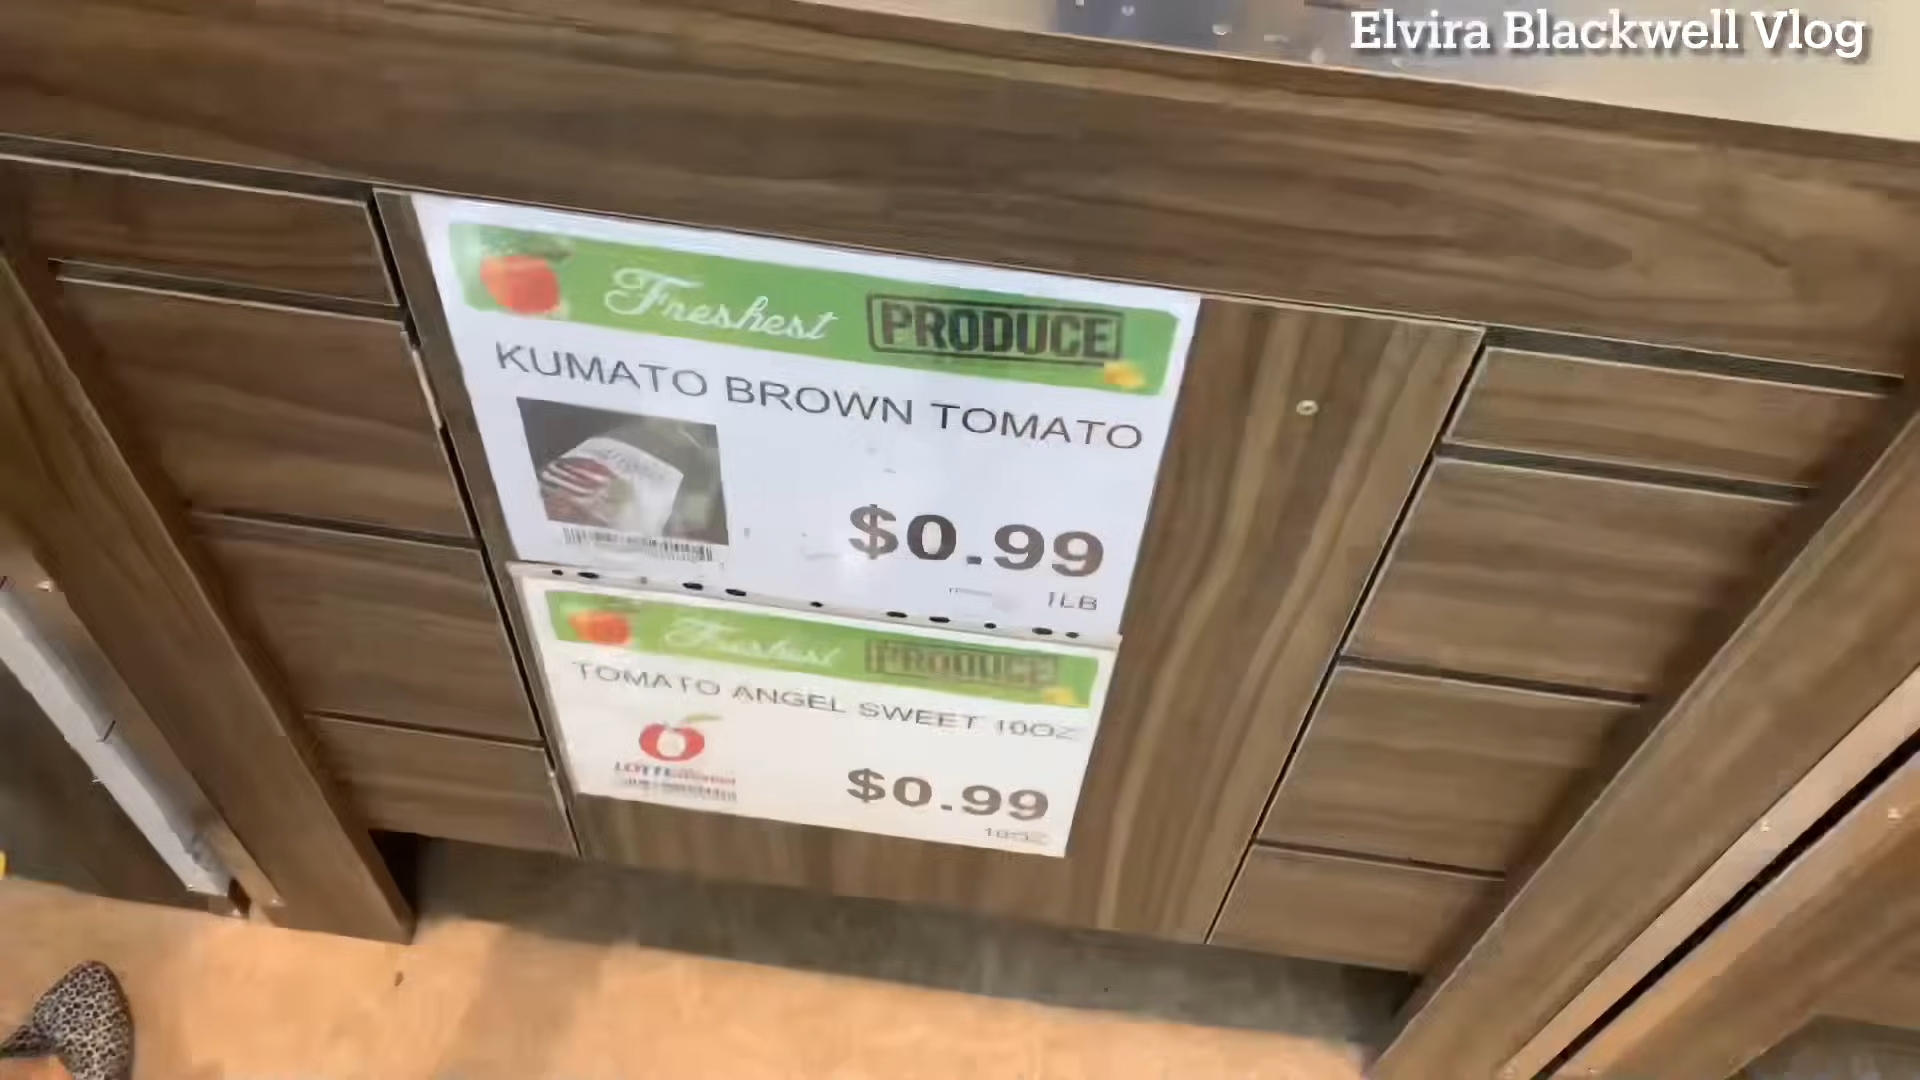 Elvira Blackwell Vlog
Freshest PRODUCE
KUMATO BROWN TOMATO
$0.99
1LB
Freshest PRODUCE
TOMATO ANGEL SWEET 10OZ
LOTTE
$0.99
10OZ